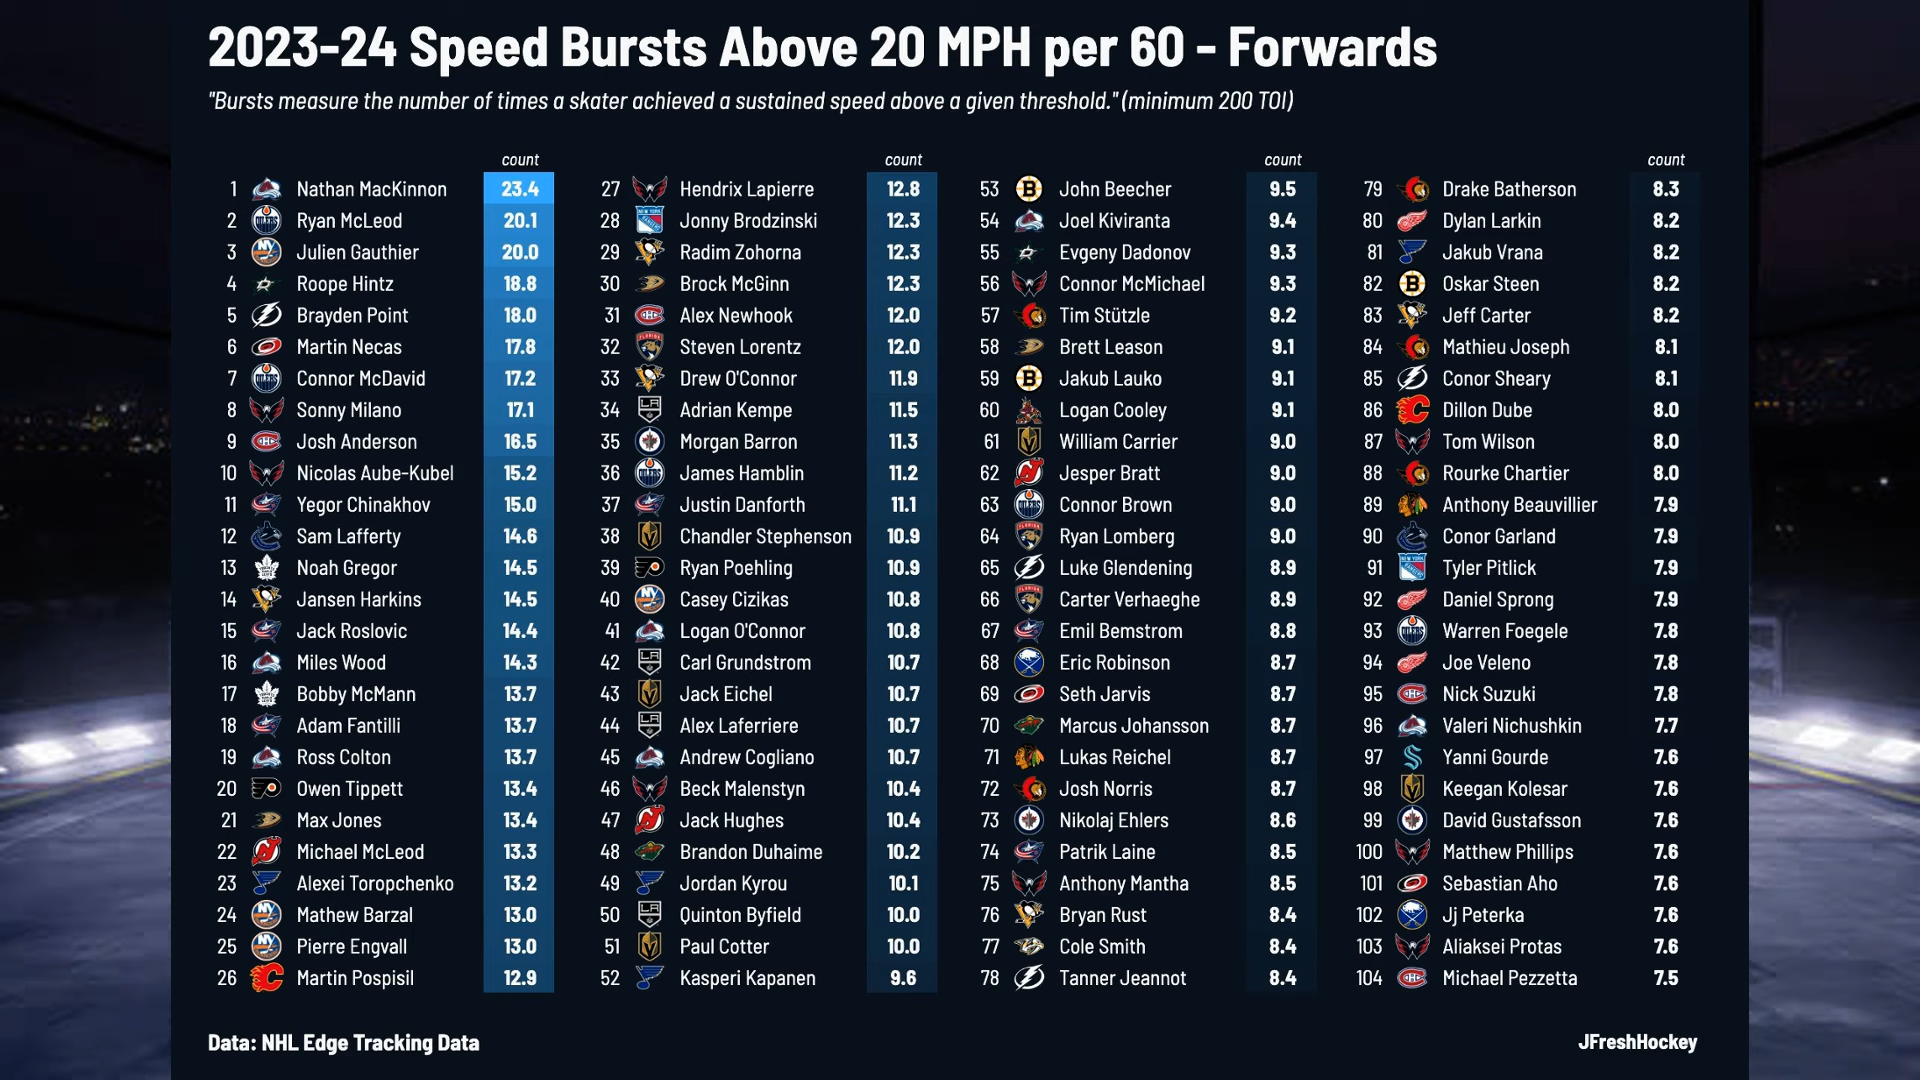 2023-24 Speed Bursts Above 20 MPH per 60 - Forwards
"Bursts measure the number of times a skater achieved a sustained speed above a given threshold." (minimum 200 TOI)
count
1 Nathan MacKinnon 23.4
2 Ryan McLeod 20.1
3 Julien Gauthier 20.0
4 Roope Hintz 18.8
5 Brayden Point 18.0
6 Martin Necas 17.8
7 Connor McDavid 17.2
8 Sonny Milano 17.1
9 Josh Anderson 16.5
10 Nicolas Aube-Kubel 15.2
11 Yegor Chinakhov 15.0
12 Sam Lafferty 14.6
13 Noah Gregor 14.5
14 Jansen Harkins 14.5
15 Jack Roslovic 14.4
16 Miles Wood 14.3
17 Bobby McMann 13.7
18 Adam Fantilli 13.7
19 Ross Colton 13.7
20 Owen Tippett 13.4
21 Max Jones 13.4
22 Michael McLeod 13.3
23 Alexei Toropchenko 13.2
24 Mathew Barzal 13.0
25 Pierre Engvall 13.0
26 Martin Pospisil 12.9
count
27 Hendrix Lapierre 12.8
28 Jonny Brodzinski 12.3
29 Radim Zohorna 12.3
30 Brock McGinn 12.3
31 Alex Newhook 12.0
32 Steven Lorentz 12.0
33 Drew O'Connor 11.9
34 Adrian Kempe 11.5
35 Morgan Barron 11.3
36 James Hamblin 11.2
37 Justin Danforth 11.1
38 Chandler Stephenson 10.9
39 Ryan Poehling 10.9
40 Casey Cizikas 10.8
41 Logan O'Connor 10.8
42 Carl Grundstrom 10.7
43 Jack Eichel 10.7
44 Alex Laferriere 10.7
45 Andrew Cogliano 10.7
46 Beck Malenstyn 10.4
47 Jack Hughes 10.4
48 Brandon Duhaime 10.2
49 Jordan Kyrou 10.1
50 Quinton Byfield 10.0
51 Paul Cotter 10.0
52 Kasperi Kapanen 9.6
count
53 John Beecher 9.5
54 Joel Kiviranta 9.4
55 Evgeny Dadonov 9.3
56 Connor McMichael 9.3
57 Tim Stützle 9.2
58 Brett Leason 9.1
59 Jakub Lauko 9.1
60 Logan Cooley 9.1
61 William Carrier 9.0
62 Jesper Bratt 9.0
63 Connor Brown 9.0
64 Ryan Lomberg 9.0
65 Luke Glendening 8.9
66 Carter Verhaeghe 8.9
67 Emil Bemstrom 8.8
68 Eric Robinson 8.7
69 Seth Jarvis 8.7
70 Marcus Johansson 8.7
71 Lukas Reichel 8.7
72 Josh Norris 8.7
73 Nikolaj Ehlers 8.6
74 Patrik Laine 8.5
75 Anthony Mantha 8.5
76 Bryan Rust 8.4
77 Cole Smith 8.4
78 Tanner Jeannot 8.4
count
79 Drake Batherson 8.3
80 Dylan Larkin 8.2
81 Jakub Vrana 8.2
82 Oskar Steen 8.2
83 Jeff Carter 8.2
84 Mathieu Joseph 8.1
85 Conor Sheary 8.1
86 Dillon Dube 8.0
87 Tom Wilson 8.0
88 Rourke Chartier 8.0
89 Anthony Beauvillier 7.9
90 Conor Garland 7.9
91 Tyler Pitlick 7.9
92 Daniel Sprong 7.9
93 Warren Foegele 7.8
94 Joe Veleno 7.8
95 Nick Suzuki 7.8
96 Valeri Nichushkin 7.7
97 Yanni Gourde 7.6
98 Keegan Kolesar 7.6
99 David Gustafsson 7.6
100 Matthew Phillips 7.6
101 Sebastian Aho 7.6
102 Jj Peterka 7.6
103 Aliaksei Protas 7.6
104 Michael Pezzetta 7.5
Data: NHL Edge Tracking Data
JFreshHockey